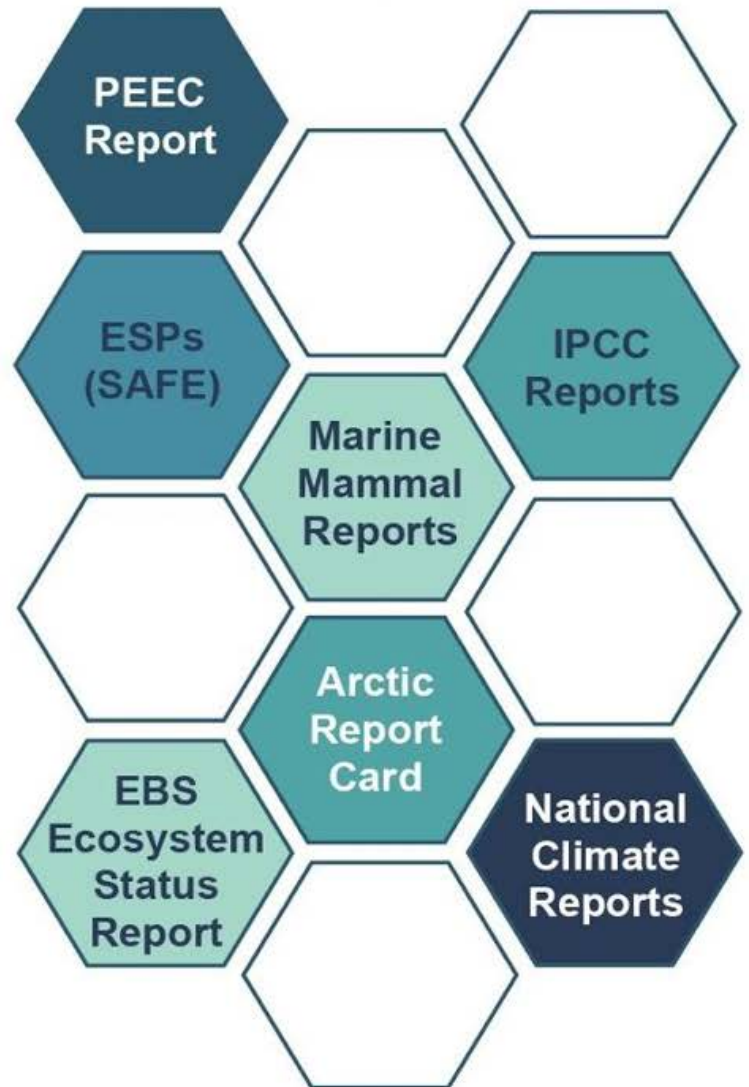 PEEC
Report
ESPs
(SAFE)
IPCC
Reports
Marine
Mammal
Reports
Arctic
Report
Card
EBS
Ecosystem
Status
Report
National
Climate
Reports